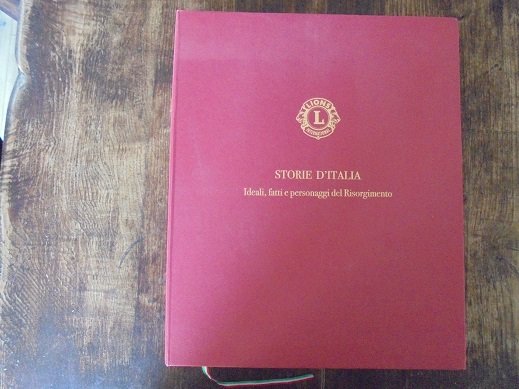 LIONS
L
INTERNATIONAL
STORIE D'ITALIA
Ideali, fatti e personaggi del Risorgimento